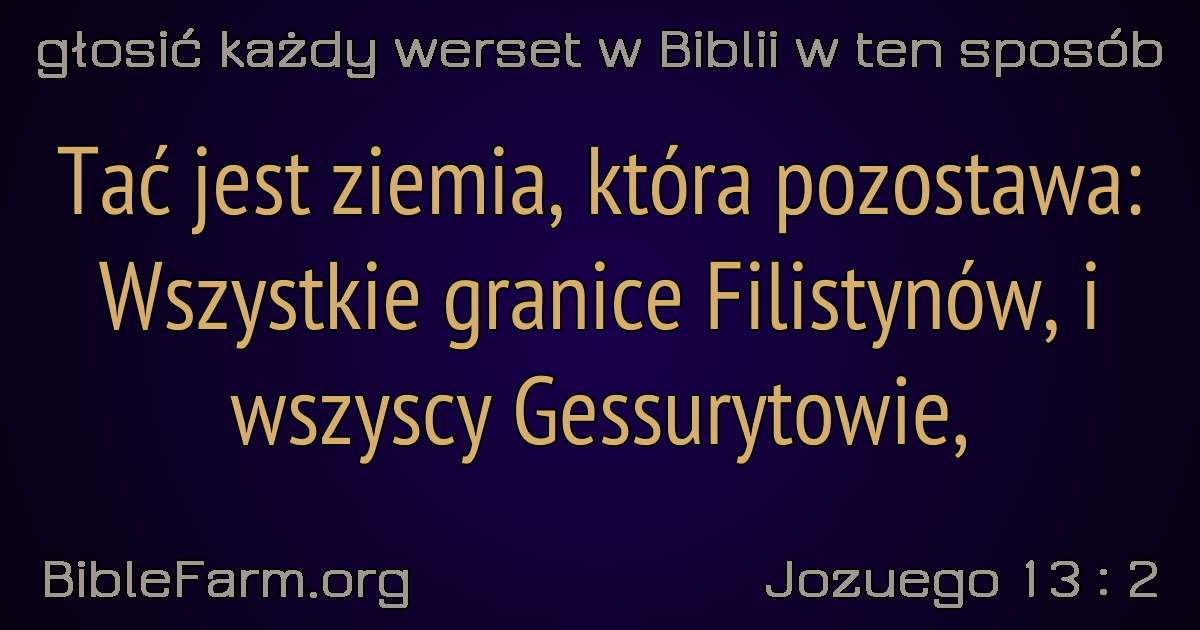 głosić każdy werset w Biblii w ten sposób
Tać jest ziemia, która pozostawa:
Wszystkie granice Filistynów, i
wszyscy Gessurytowie,
BibleFarm.org
Jozuego 13 : 2